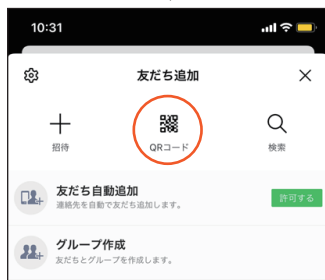 10:31
友だち追加
招待
QRコード
検索
友だち自動追加
連絡先を自動で友だち追加します。
許可する
グループ作成
友だちとグループを作成します。